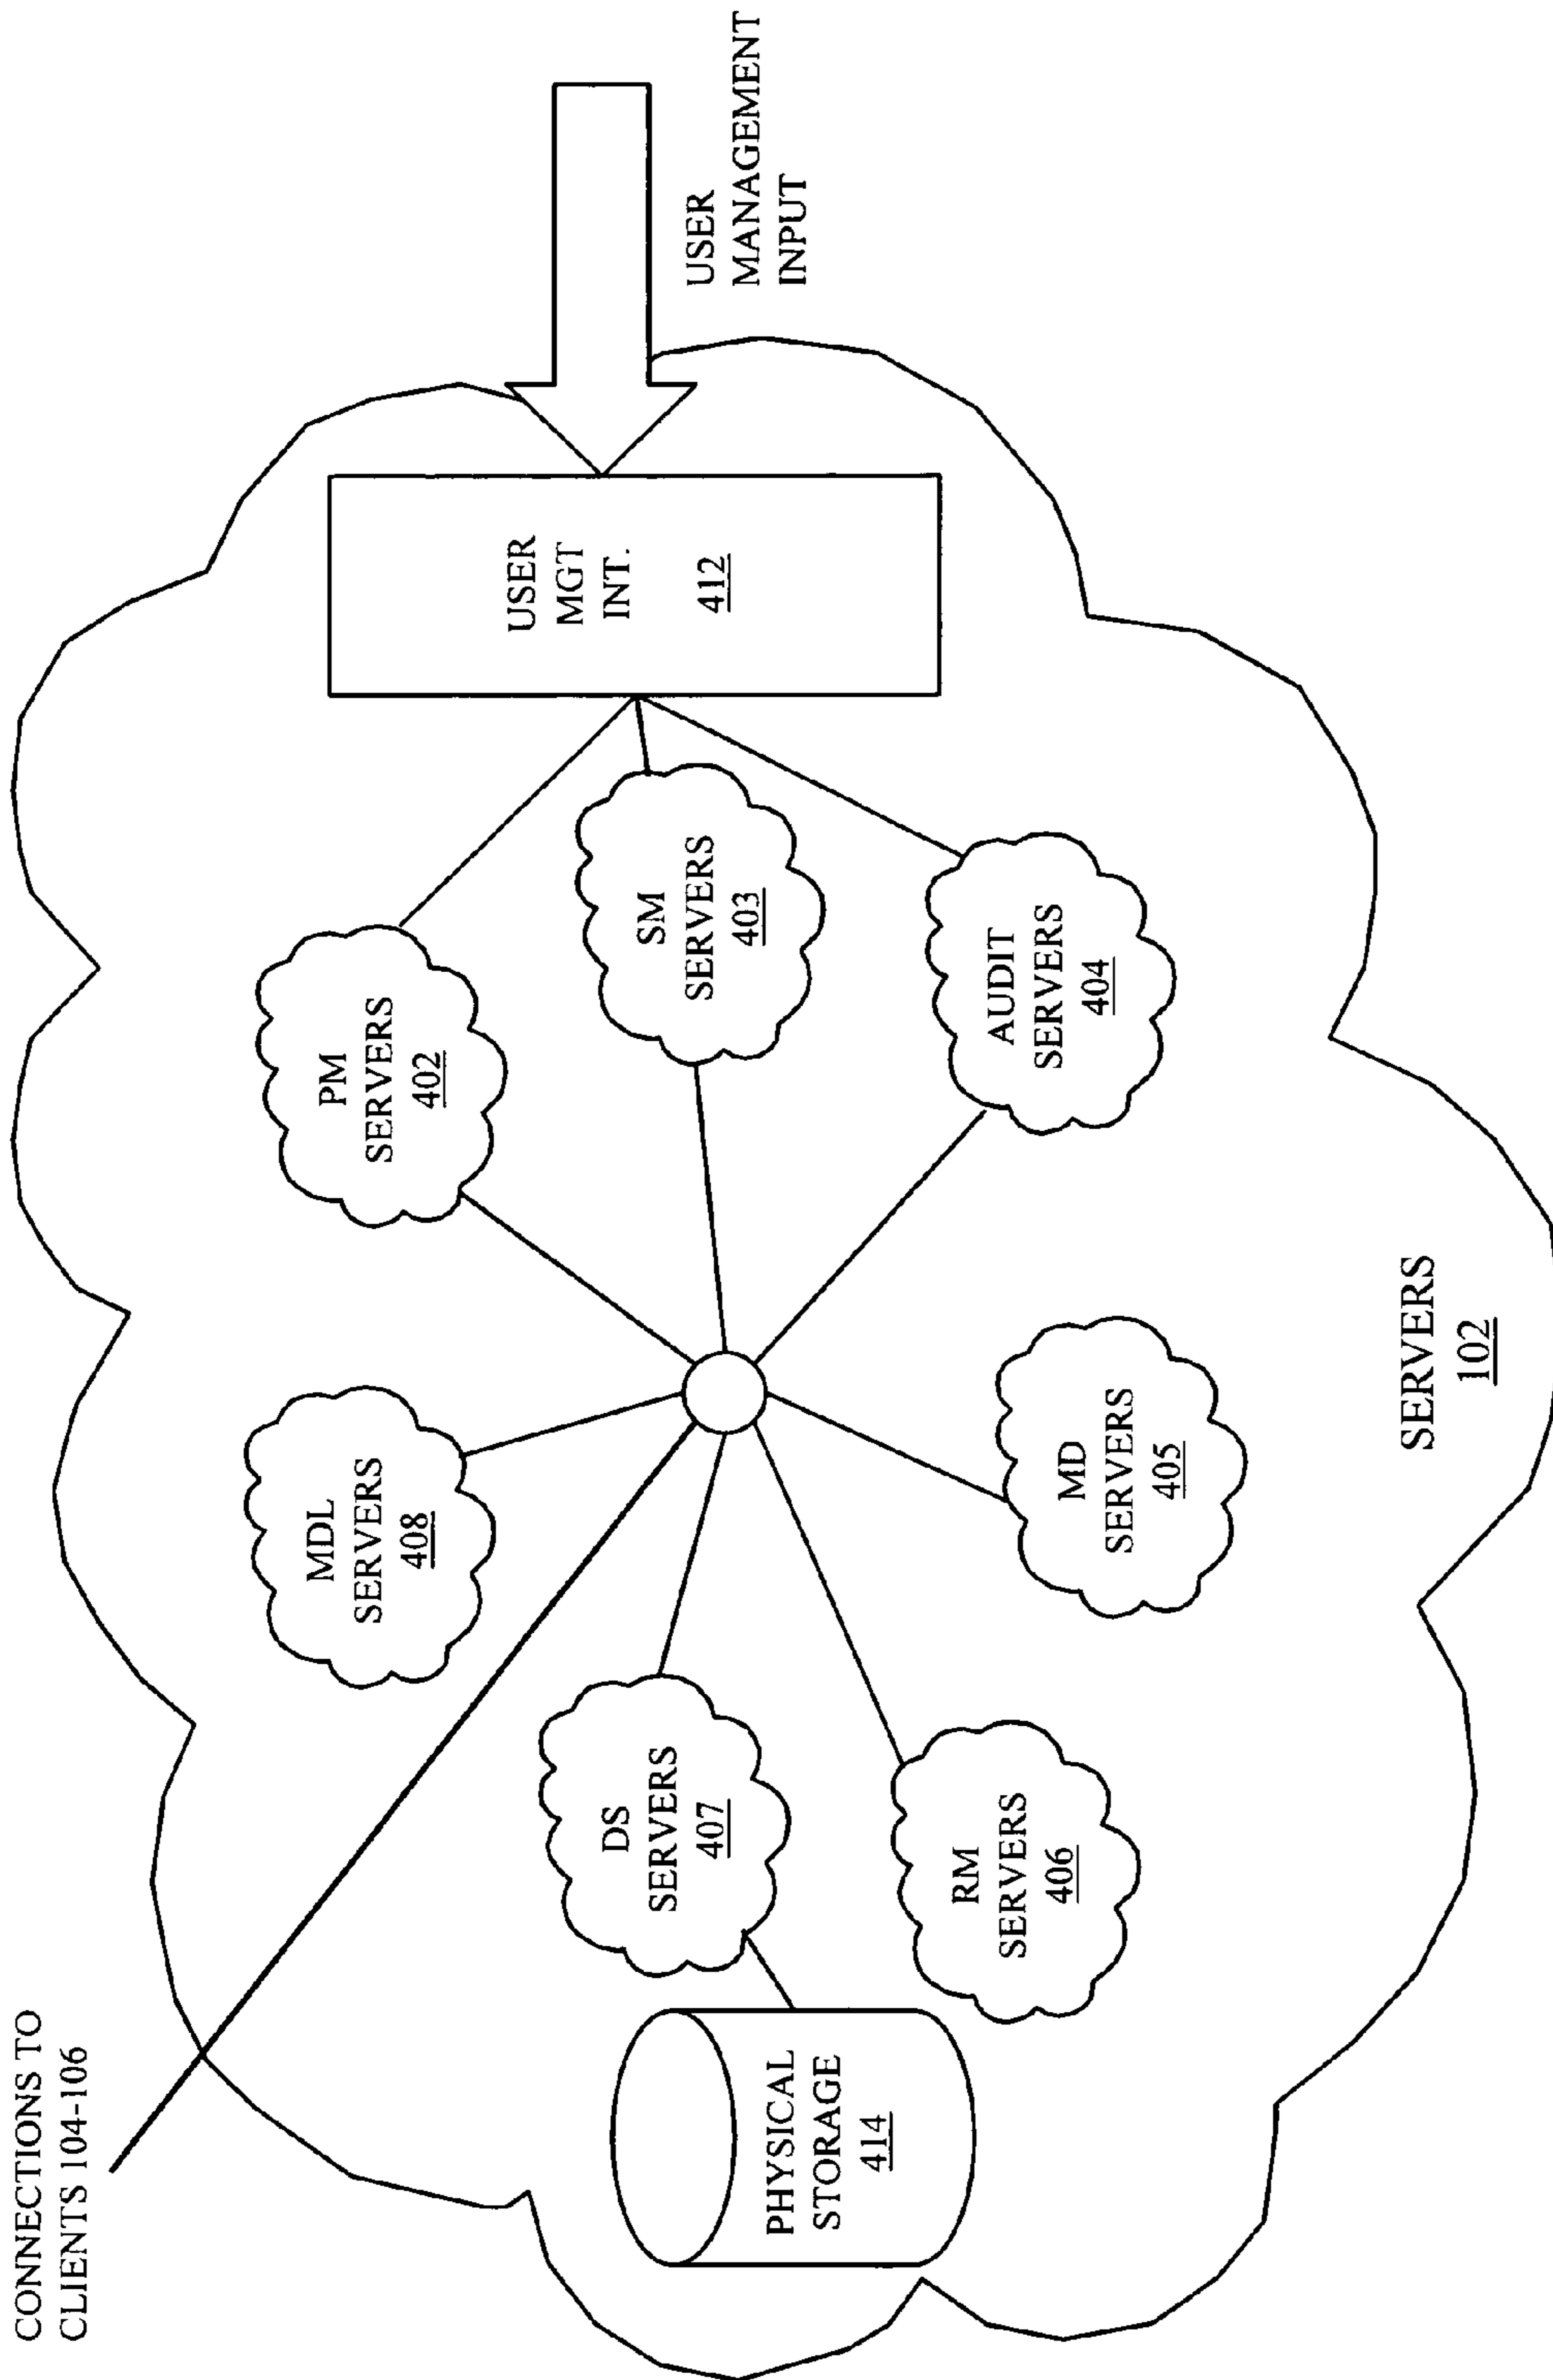 CONNECTIONS TO
CLIENTS 104-106
MDL
SERVERS
408
PM
SERVERS
402
USER
MGT
INT.
412
USER
MANAGEMENT
INPUT
DS
SERVERS
407
SM
SERVERS
403
PHYSICAL
STORAGE
414
RM
SERVERS
406
MD
SERVERS
405
AUDIT
SERVERS
404
SERVERS
102